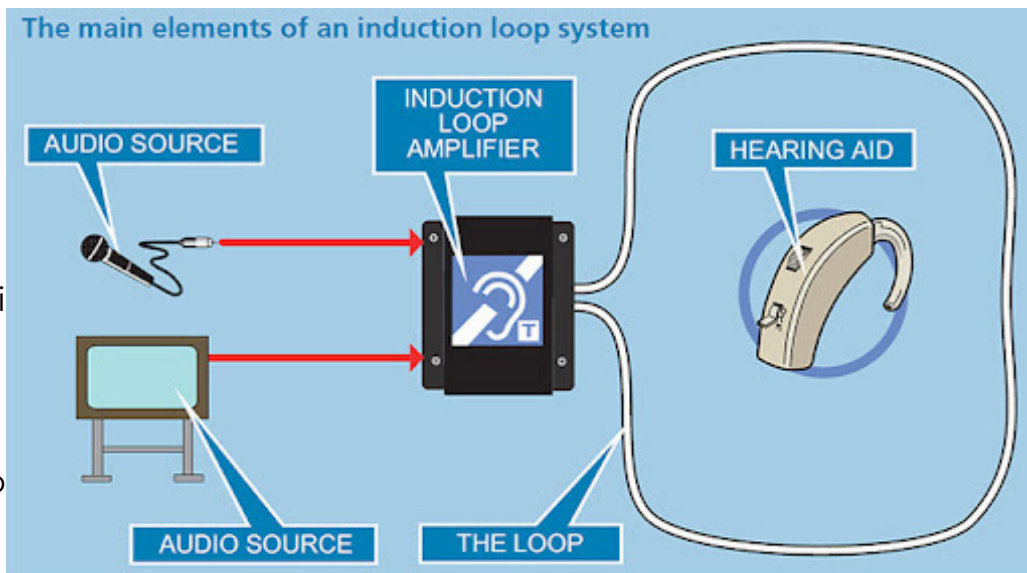 The main elements of an induction loop system
INDUCTION
LOOP
AMPLIFIER
AUDIO SOURCE
HEARING AID
T
AUDIO SOURCE
THE LOOP